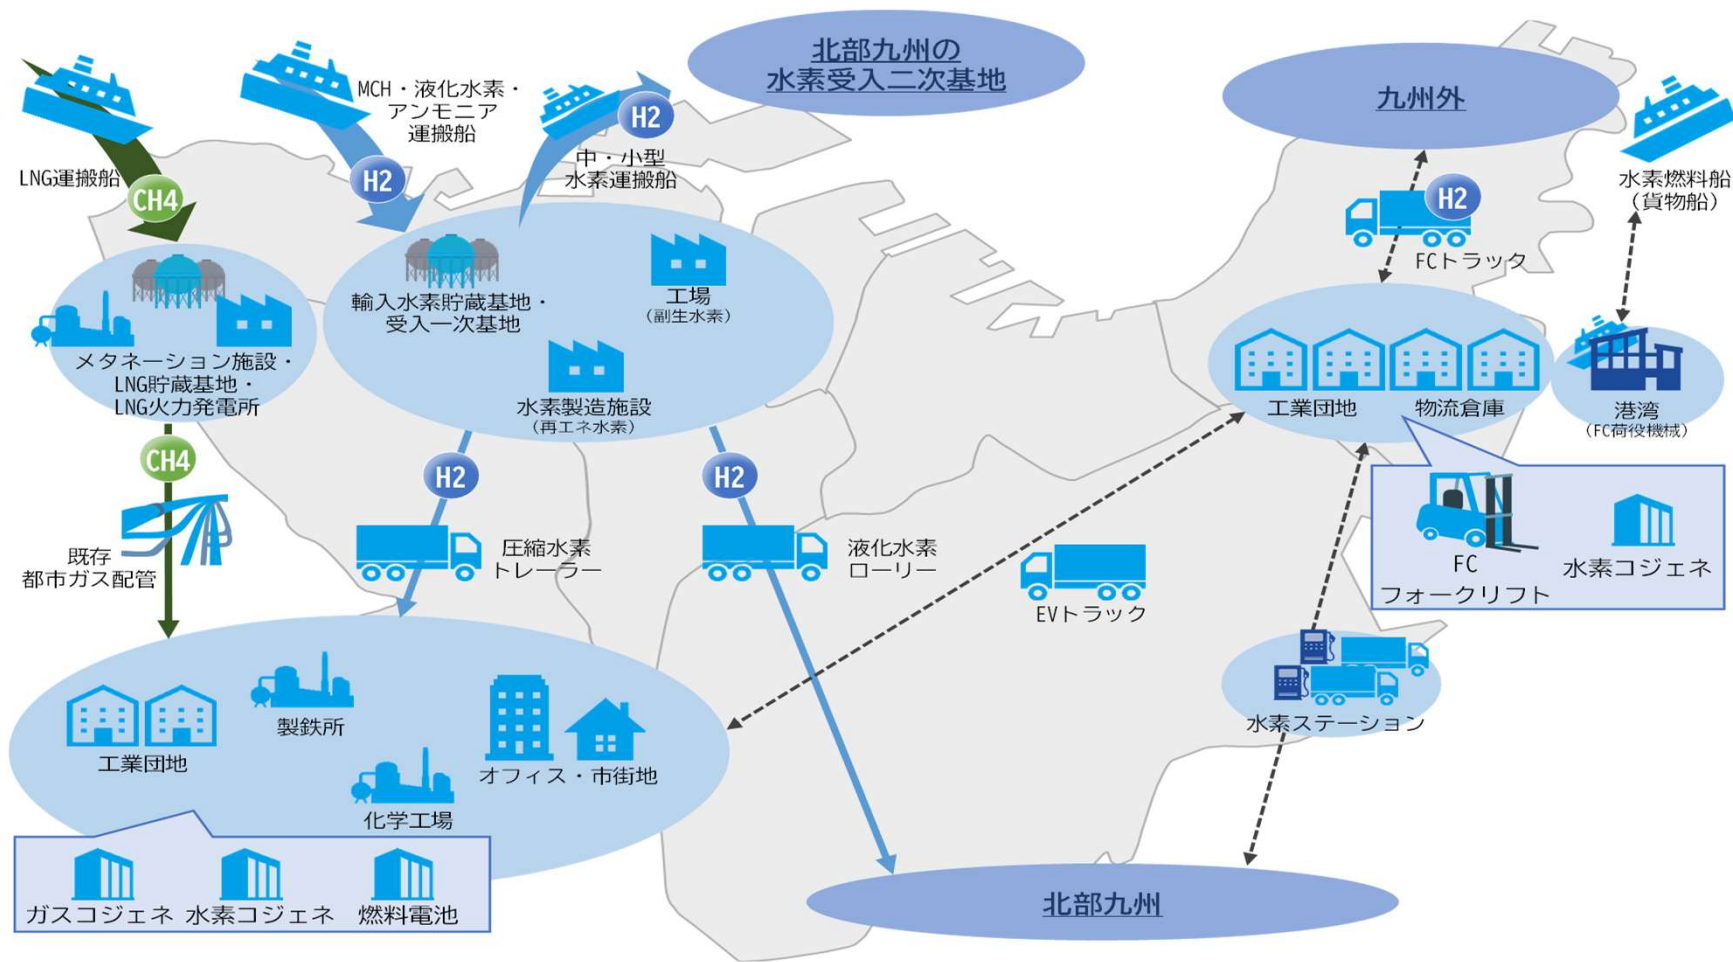 北部九州の
水素受入二次基地
九州外
MCH・液化水素・
アンモニア
運搬船
H2
LNG運搬船
CH4
H2
中・小型
水素運搬船
水素燃料船
(貨物船)
H2
FCトラック
輸入水素貯蔵基地・
受入一次基地
工場
(副生水素)
水素製造施設
(再エネ水素)
メタネーション施設・
LNG貯蔵基地・
LNG火力発電所
工業団地
物流倉庫
港湾
(FC荷役機械)
CH4
H2
H2
既存
都市ガス配管
圧縮水素
トレーラー
液化水素
ローリー
EVトラック
FC
フォークリフト
水素コジェネ
水素ステーション
工業団地
製鉄所
化学工場
オフィス・市街地
ガスコジェネ
水素コジェネ
燃料電池
北部九州